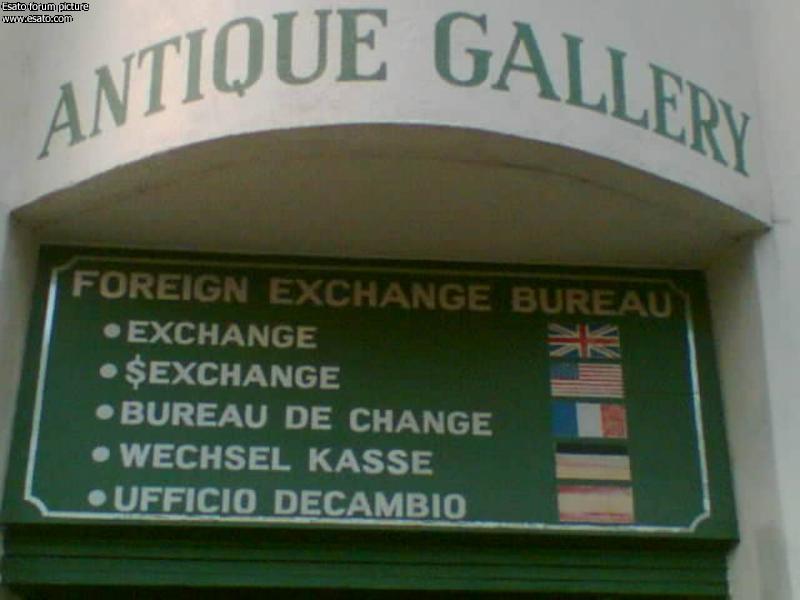 Esato forum picture
www.esato.com
ANTIQUE GALLERY
FOREIGN EXCHANGE BUREAU
• EXCHANGE
• $EXCHANGE
• BUREAU DE CHANGE
• WECHSEL KASSE
• UFFICIO DECAMBIO